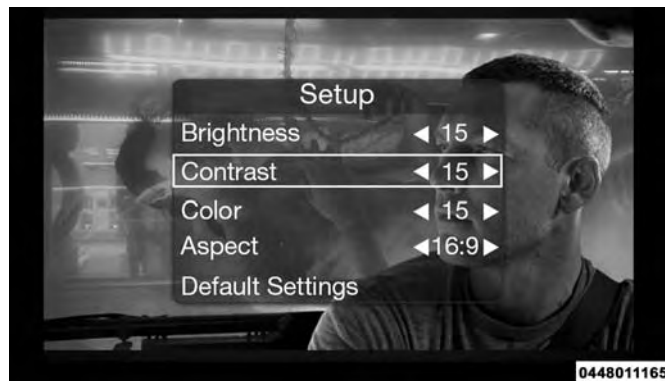 Setup
Brightness ◀ 15 ▶
Contrast ◀ 15 ▶
Color ◀ 15 ▶
Aspect ◀16:9▶
Default Settings
0448011165